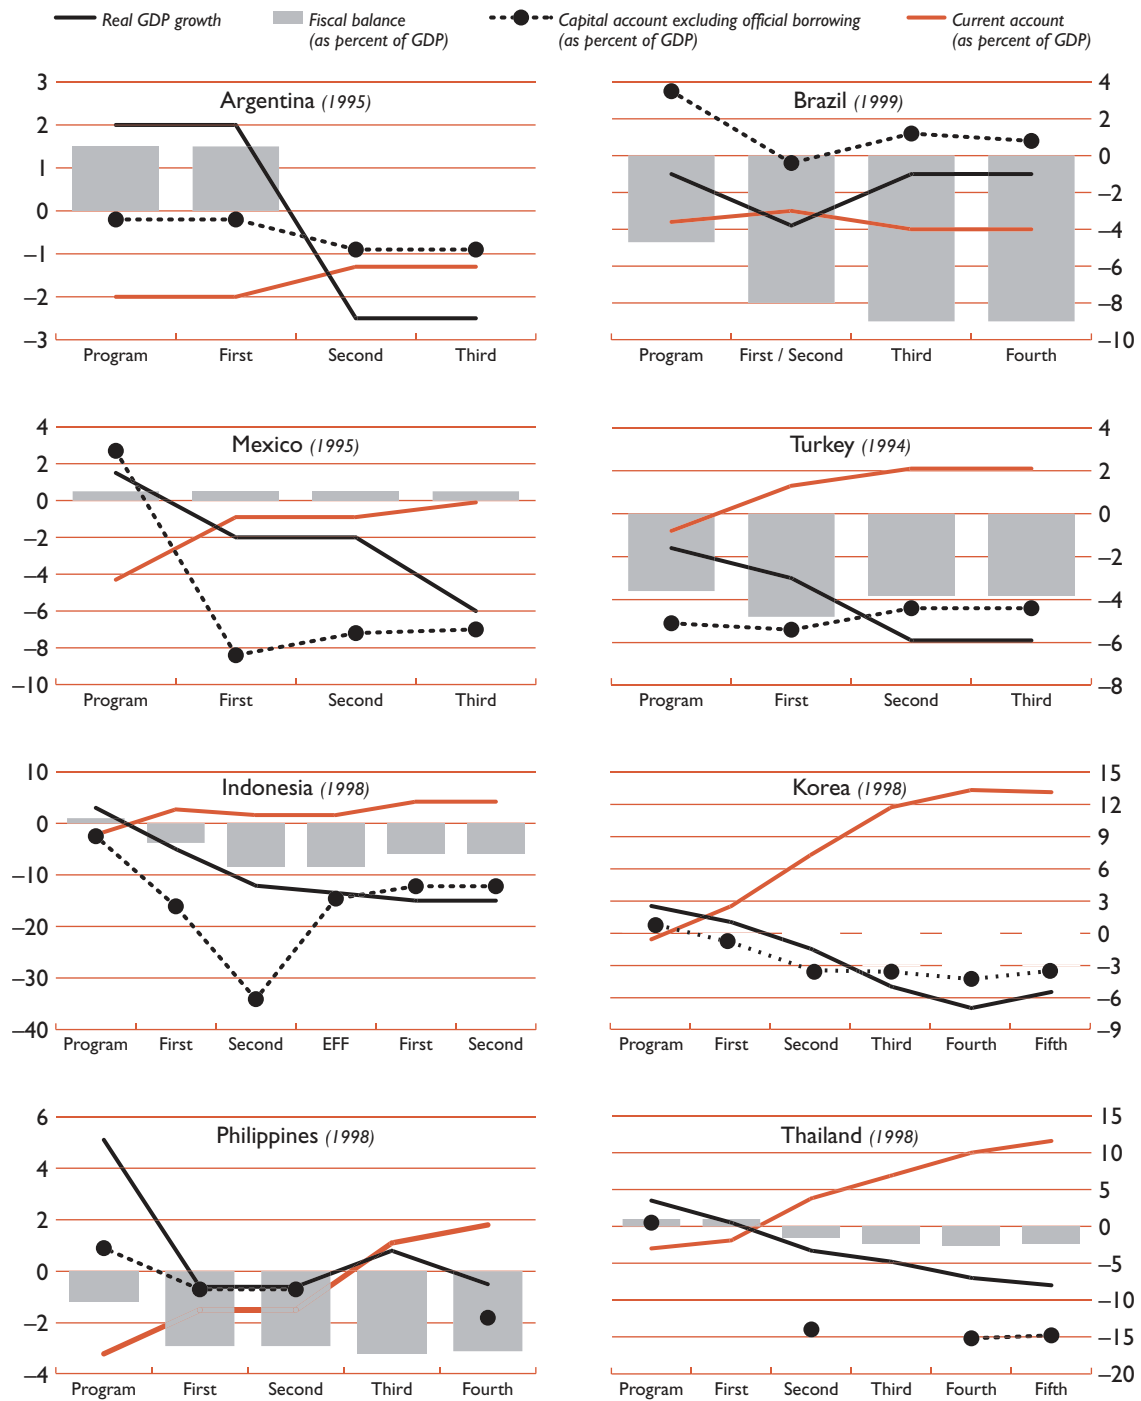 Real GDP growth
Fiscal balance
(as percent of GDP)
Capital account excluding official borrowing
(as percent of GDP)
Current account
(as percent of GDP)
Argentina (1995)
3
2
1
0
–1
–2
–3
Program First Second Third
Brazil (1999)
4
2
0
–2
–4
–6
–8
–10
Program First / Second Third Fourth
Mexico (1995)
4
2
0
–2
–4
–6
–8
–10
Program First Second Third
Turkey (1994)
4
2
0
–2
–4
–6
–8
Program First Second Third
Indonesia (1998)
10
0
–10
–20
–30
–40
Program First Second EFF First Second
Korea (1998)
15
12
9
6
3
0
–3
–6
–9
Program First Second Third Fourth Fifth
Philippines (1998)
6
4
2
0
–2
–4
Program First Second Third Fourth
Thailand (1998)
15
10
5
0
–5
–10
–15
–20
Program First Second Third Fourth Fifth